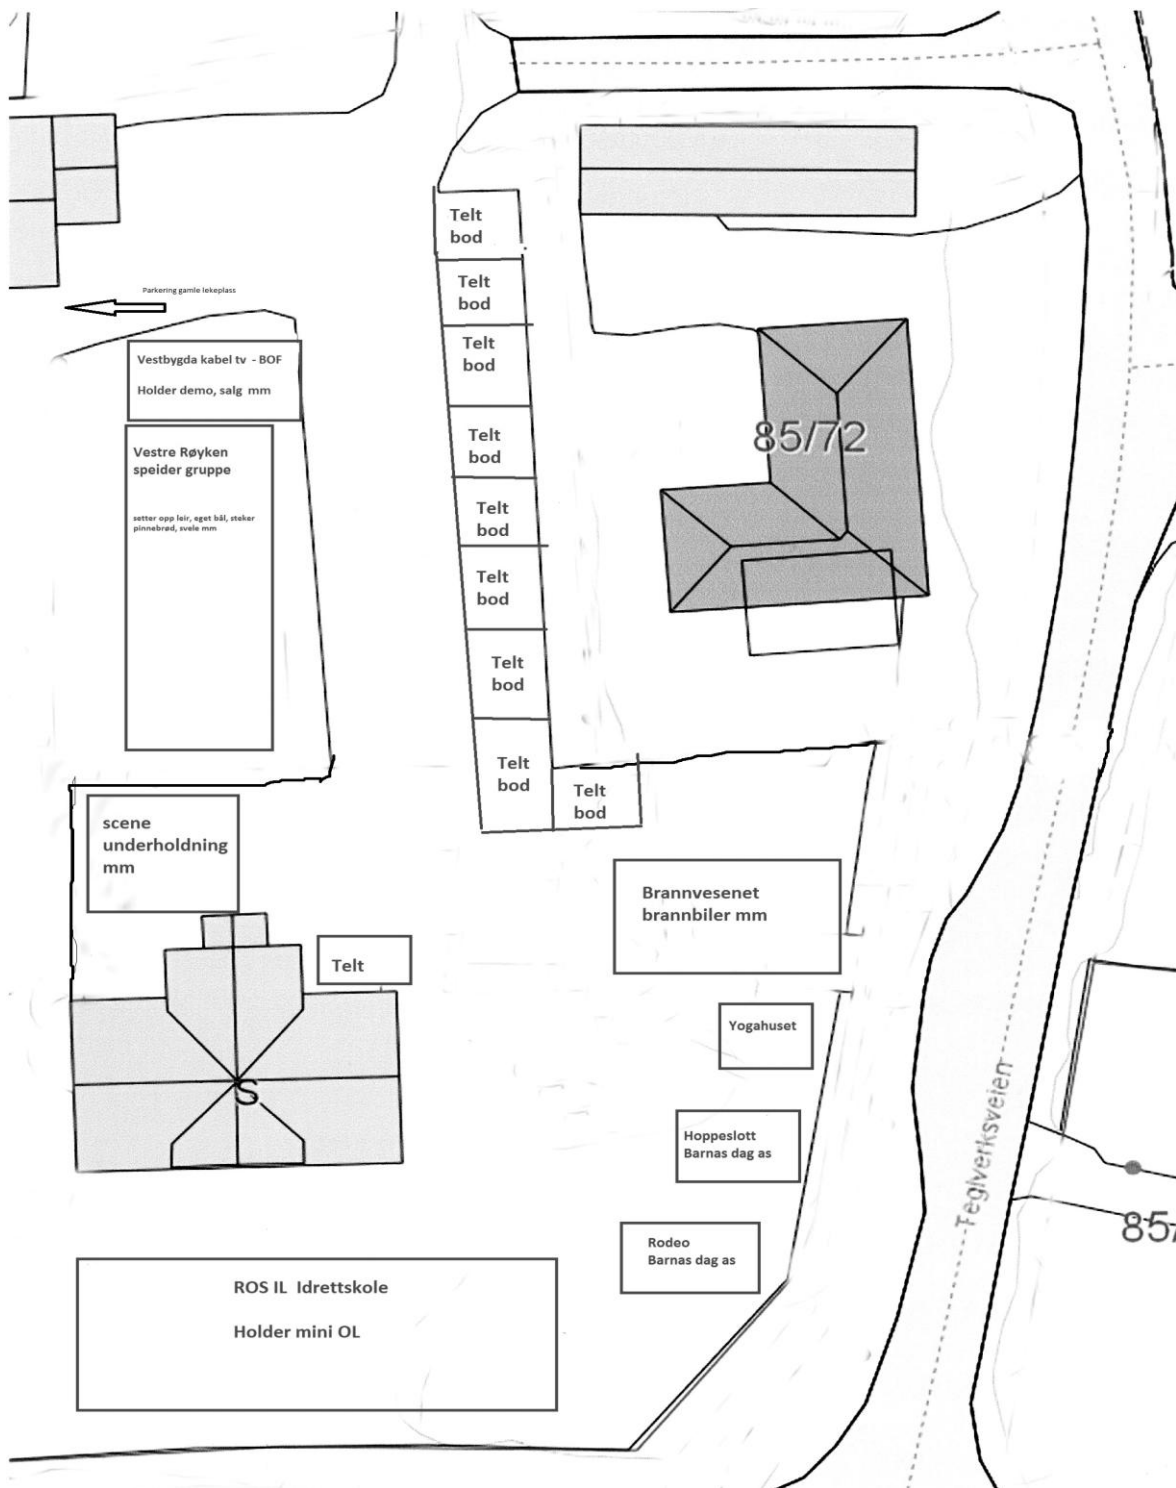 Telt
bod
Telt
bod
Parkering gamle lekeplass
Telt
bod
Vestbygda kabel tv - BOF
Holder demo, salg mm
Telt
bod
85/72
Vestre Røyken
speider gruppe
Telt
bod
setter opp leir, eget bål, steker
pinnebrød, svele mm
Telt
bod
Telt
bod
Telt
bod
Telt
bod
scene
underholdning
mm
Brannvesenet
brannbiler mm
Telt
Yogahuset
S
Hoppeslott
Barnas dag as
Teglverksveien
85/
Rodeo
Barnas dag as
ROS IL Idrettskole
Holder mini OL